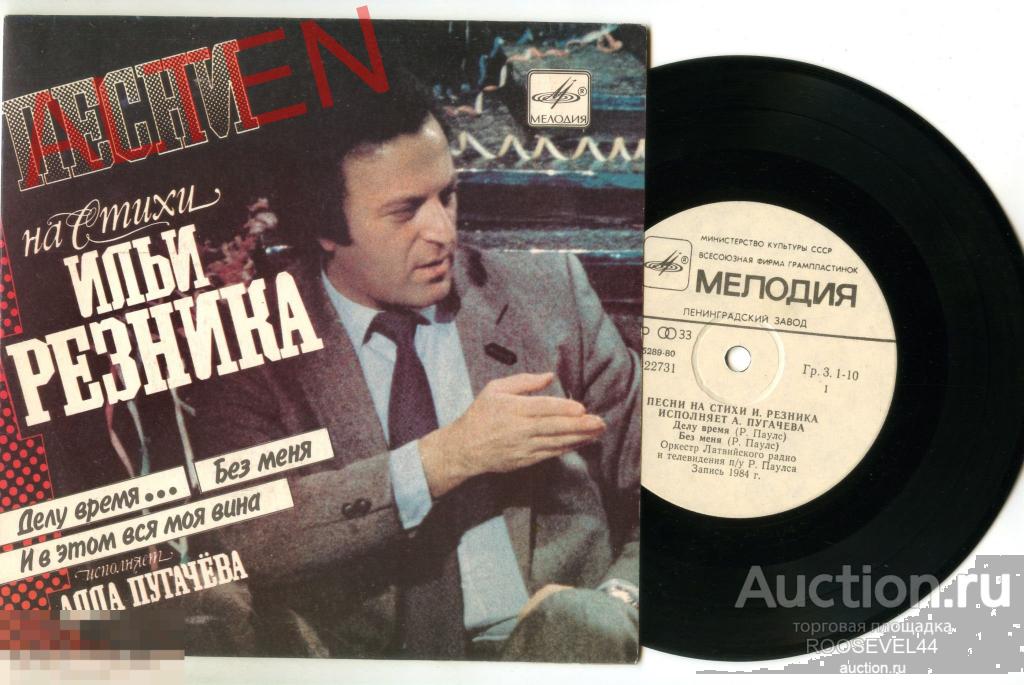 ПЕСНИ
AUTEN
на Стихи
ИЛЬИ
РЕЗНИКА
Делу время...
Без меня
И в этом вся моя вина
исполняет
АЛЛА ПУГАЧЁВА
МЕЛОДИЯ
МИНИСТЕРСТВО КУЛЬТУРЫ СССР
ВСЕСОЮЗНАЯ ФИРМА ГРАМПЛАСТИНОК
МЕЛОДИЯ
ЛЕНИНГРАДСКИЙ ЗАВОД
33
5289-80
22731
Гр. 3. 1-10
1
ПЕСНИ НА СТИХИ И. РЕЗНИКА
ИСПОЛНЯЕТ А. ПУГАЧЕВА
Делу время (Р. Паулс)
Без меня (Р. Паулс)
Оркестр Латвийского радио
и телевидения п/у Р. Паулса
Запись 1984 г.
Auction.ru
торговая площадка
ROOSEVEL44
auction.ru